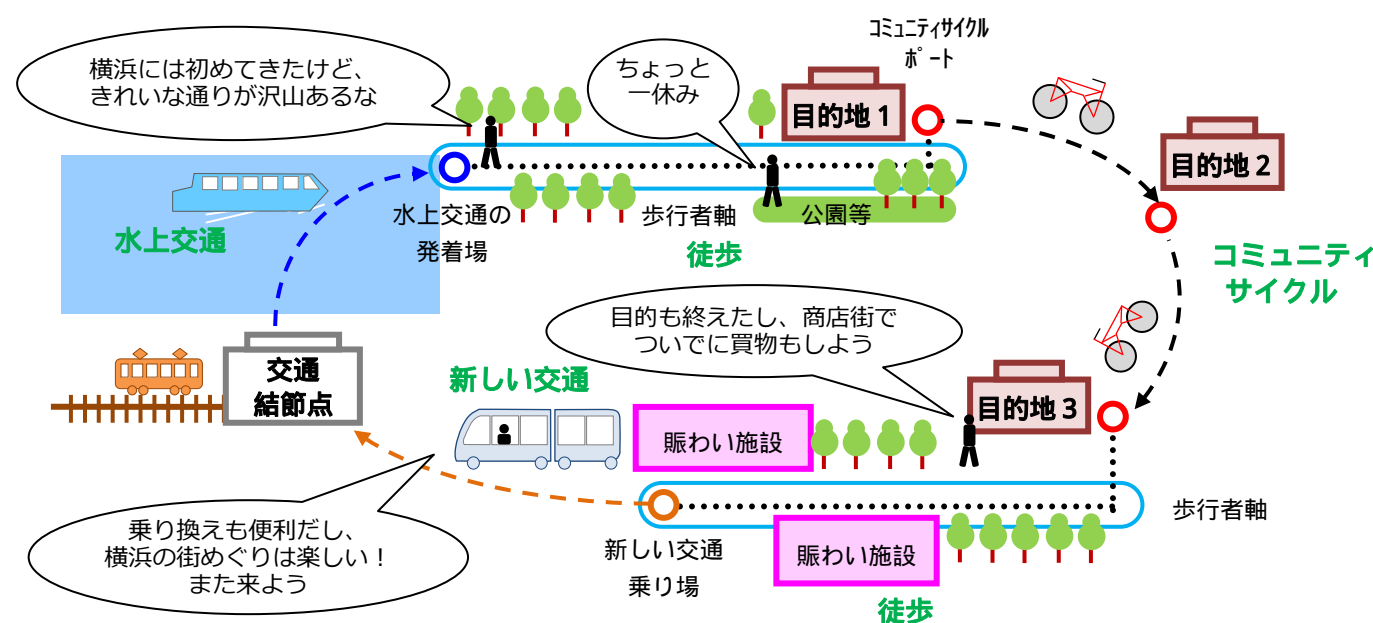 コミュニティサイクル
ポート
横浜には初めてきたけど、
きれいな通りが沢山あるな
ちょっと
一休み
目的地1
目的地2
水上交通
水上交通の
発着場
歩行者軸
公園等
徒歩
コミュニティ
サイクル
目的も終えたし、商店街で
ついでに買物もしよう
交通
結節点
新しい交通
目的地3
賑わい施設
歩行者軸
乗り換えも便利だし、
横浜の街めぐりは楽しい！
また来よう
新しい交通
乗り場
賑わい施設
徒歩